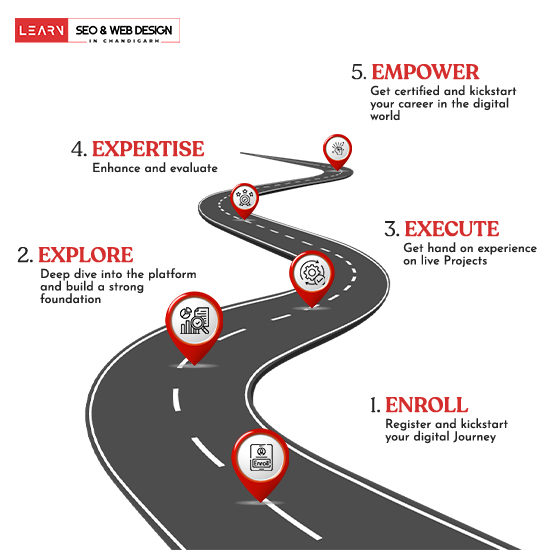 LEARN SEO & WEB DESIGN
IN CHANDIGARH
5. EMPOWER
Get certified and kickstart
your career in the digital
world
4. EXPERTISE
Enhance and evaluate
3. EXECUTE
Get hand on experience
on live Projects
2. EXPLORE
Deep dive into the platform
and build a strong
foundation
1. ENROLL
Register and kickstart
your digital Journey
Enroll